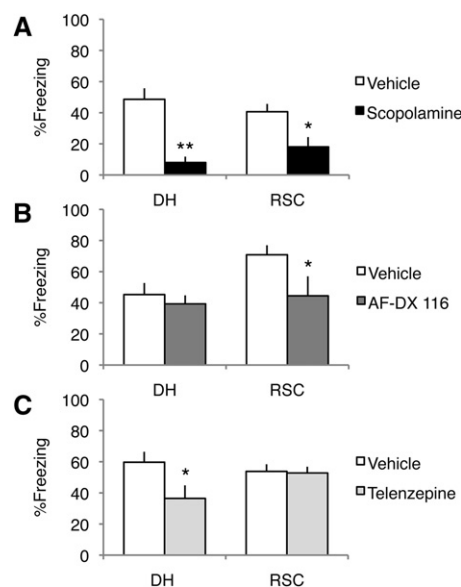 A
%Freezing
100
80
60
40
20
0
**
*
DH
RSC
Vehicle
Scopolamine
B
%Freezing
100
80
60
40
20
0
*
DH
RSC
Vehicle
AF-DX 116
C
%Freezing
100
80
60
40
20
0
*
DH
RSC
Vehicle
Telenzepine